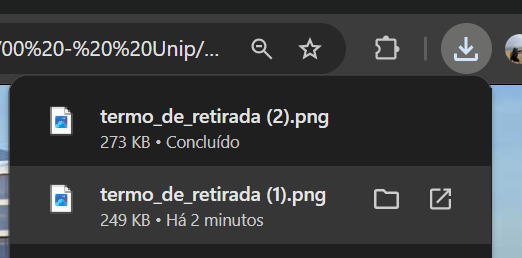 /00%20-%20%20Unip/...
termo_de_retirada (2).png
273 KB • Concluído
termo_de_retirada (1).png
249 KB • Há 2 minutos